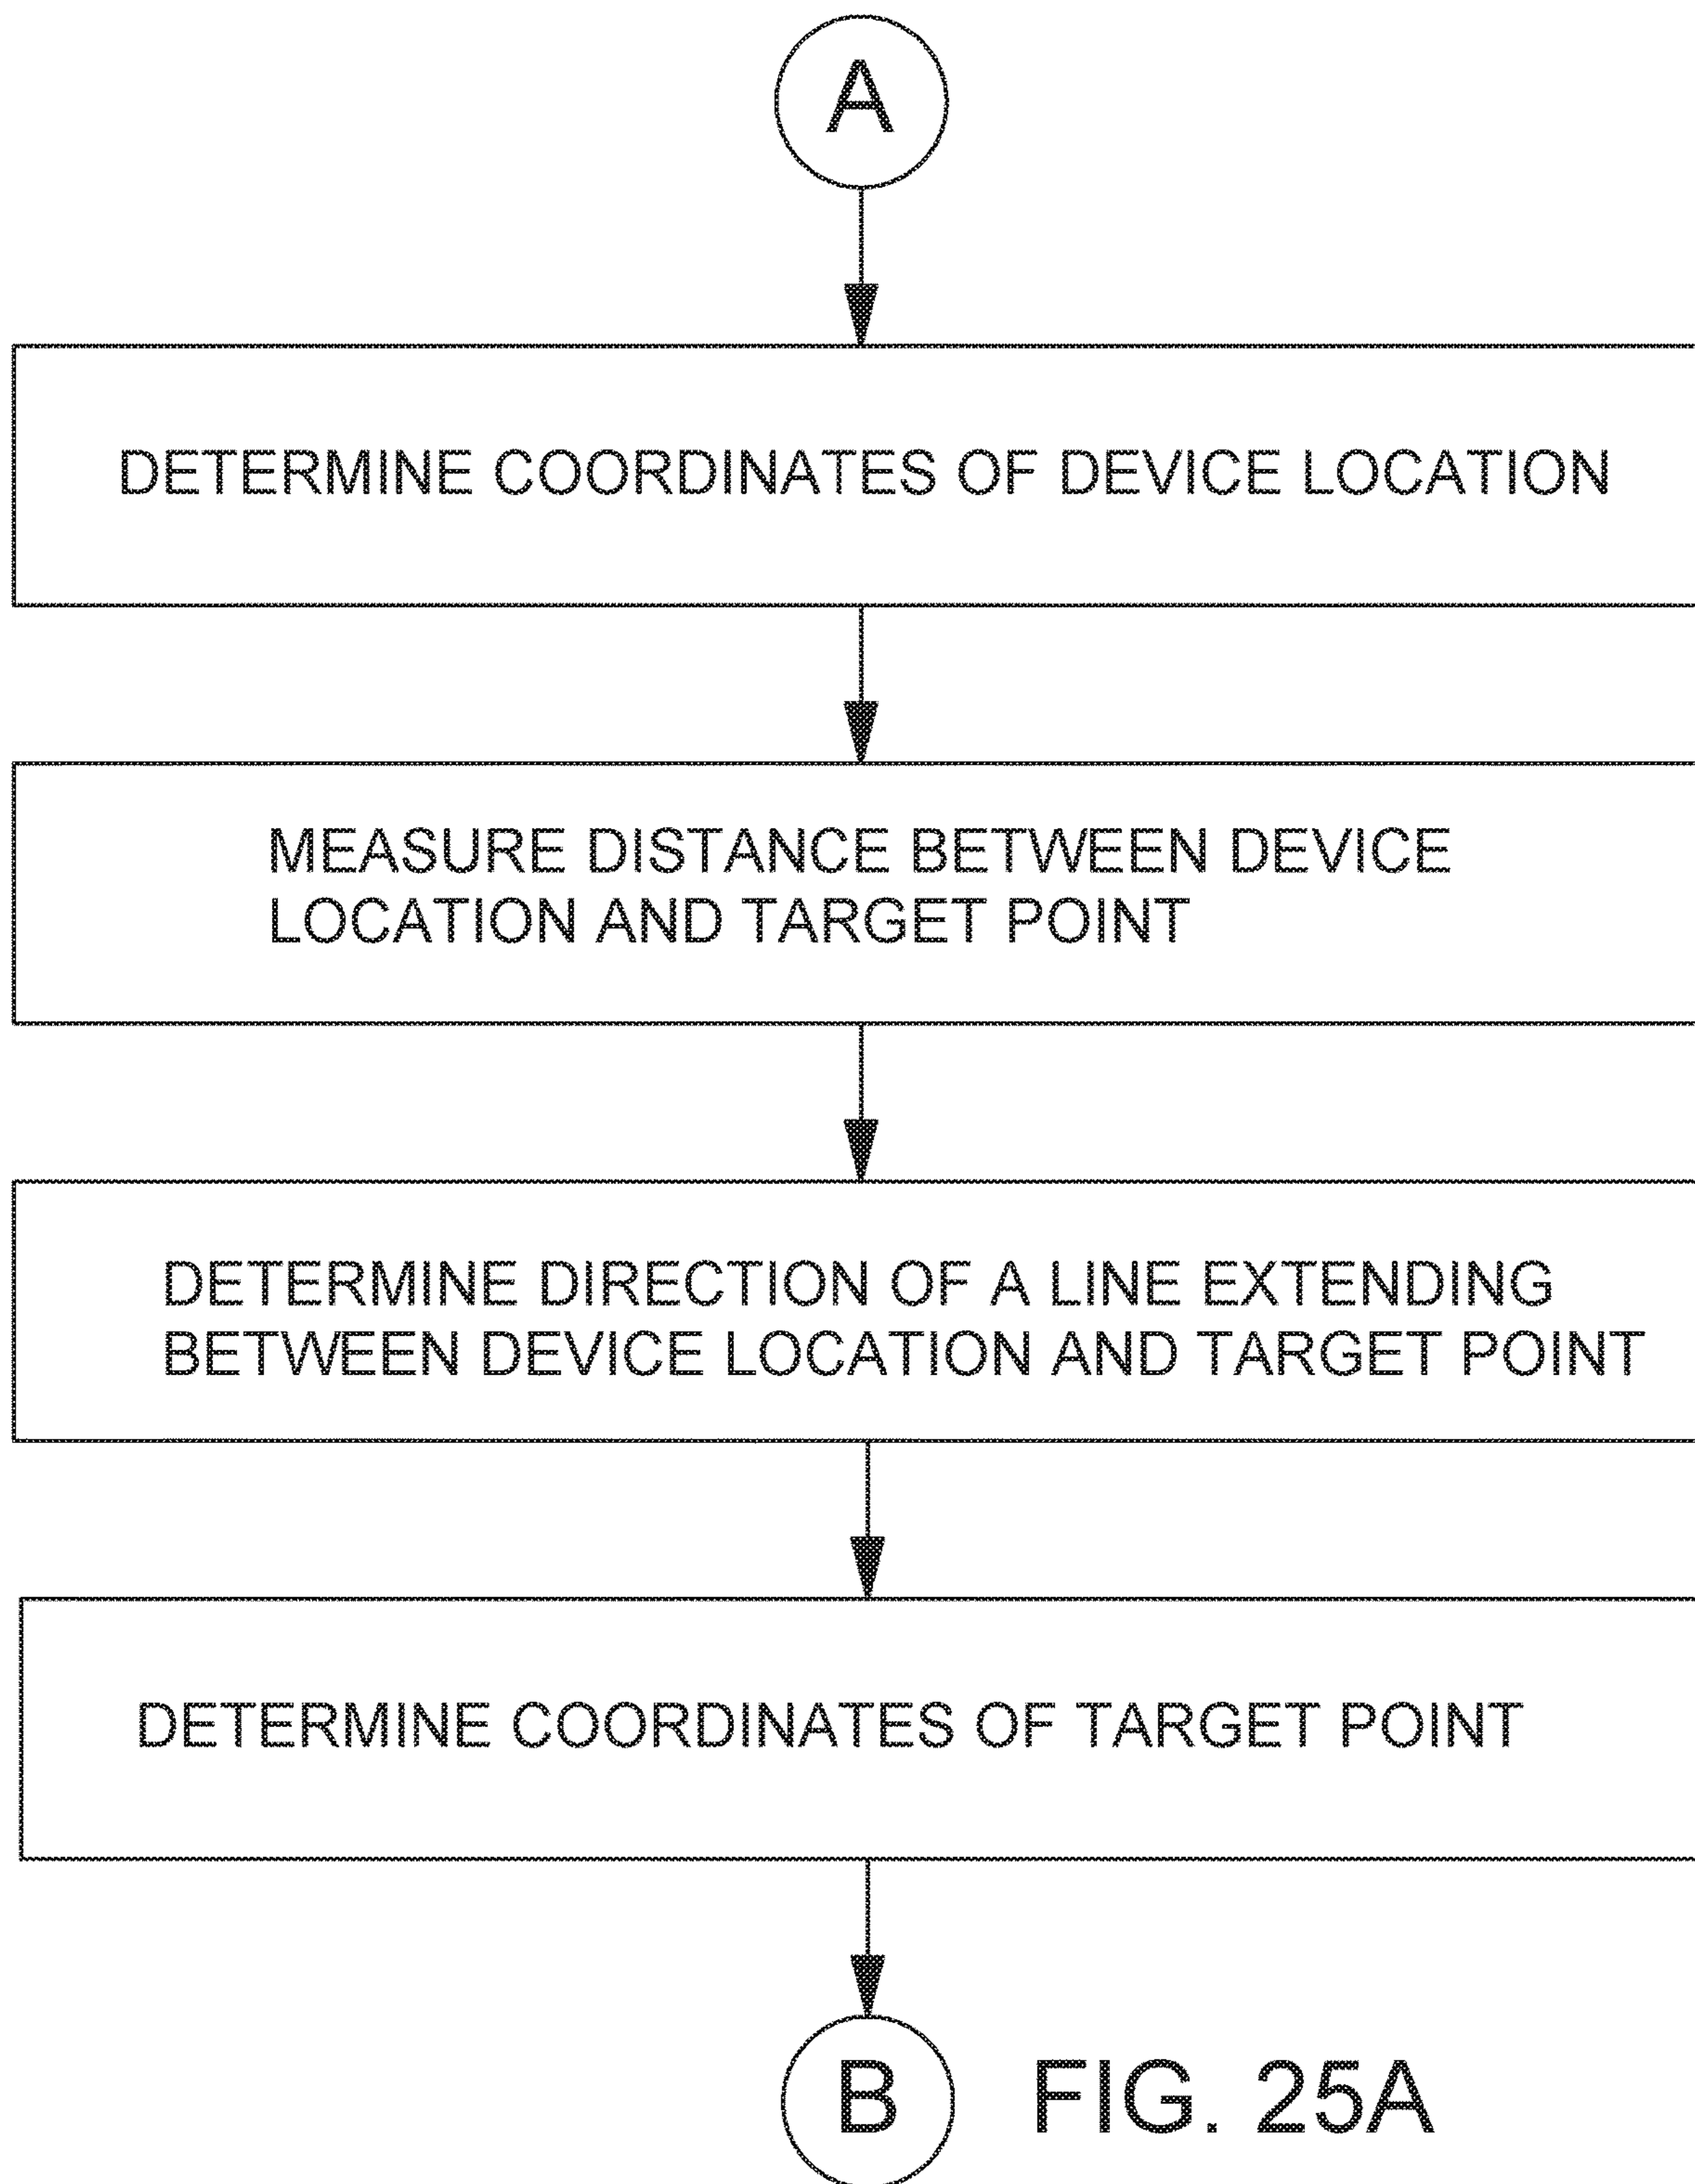 A
DETERMINE COORDINATES OF DEVICE LOCATION
MEASURE DISTANCE BETWEEN DEVICE
LOCATION AND TARGET POINT
DETERMINE DIRECTION OF A LINE EXTENDING
BETWEEN DEVICE LOCATION AND TARGET POINT
DETERMINE COORDINATES OF TARGET POINT
B FIG. 25A